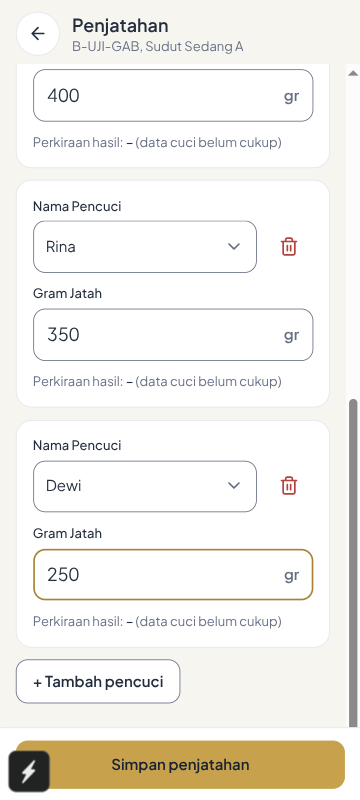 Penjatahan
B-UJI-GAB, Sudut Sedang A
400 gr
Perkiraan hasil: – (data cuci belum cukup)
Nama Pencuci
Rina
Gram Jatah
350 gr
Perkiraan hasil: – (data cuci belum cukup)
Nama Pencuci
Dewi
Gram Jatah
250 gr
Perkiraan hasil: – (data cuci belum cukup)
+ Tambah pencuci
Simpan penjatahan